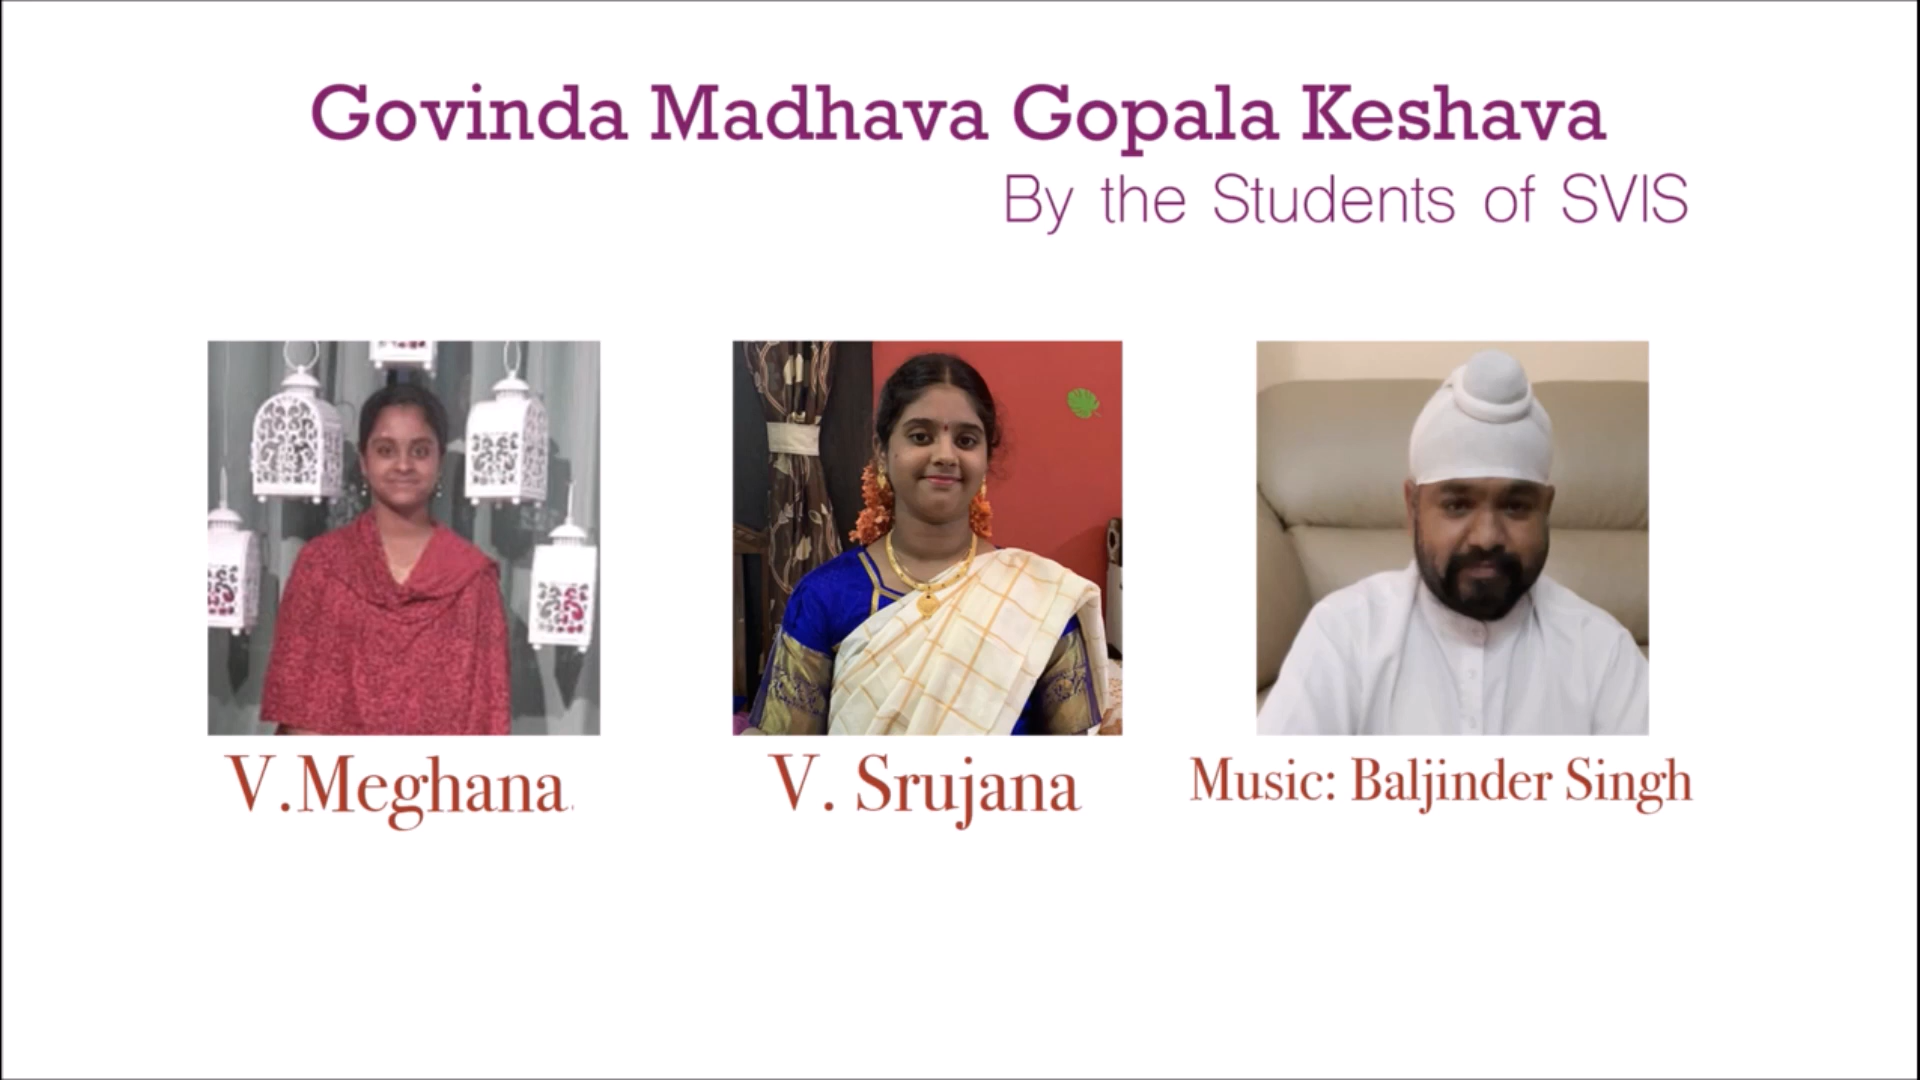 Govinda Madhava Gopala Keshava
By the Students of SVIS
V.Meghana
V. Srujana
Music: Baljinder Singh